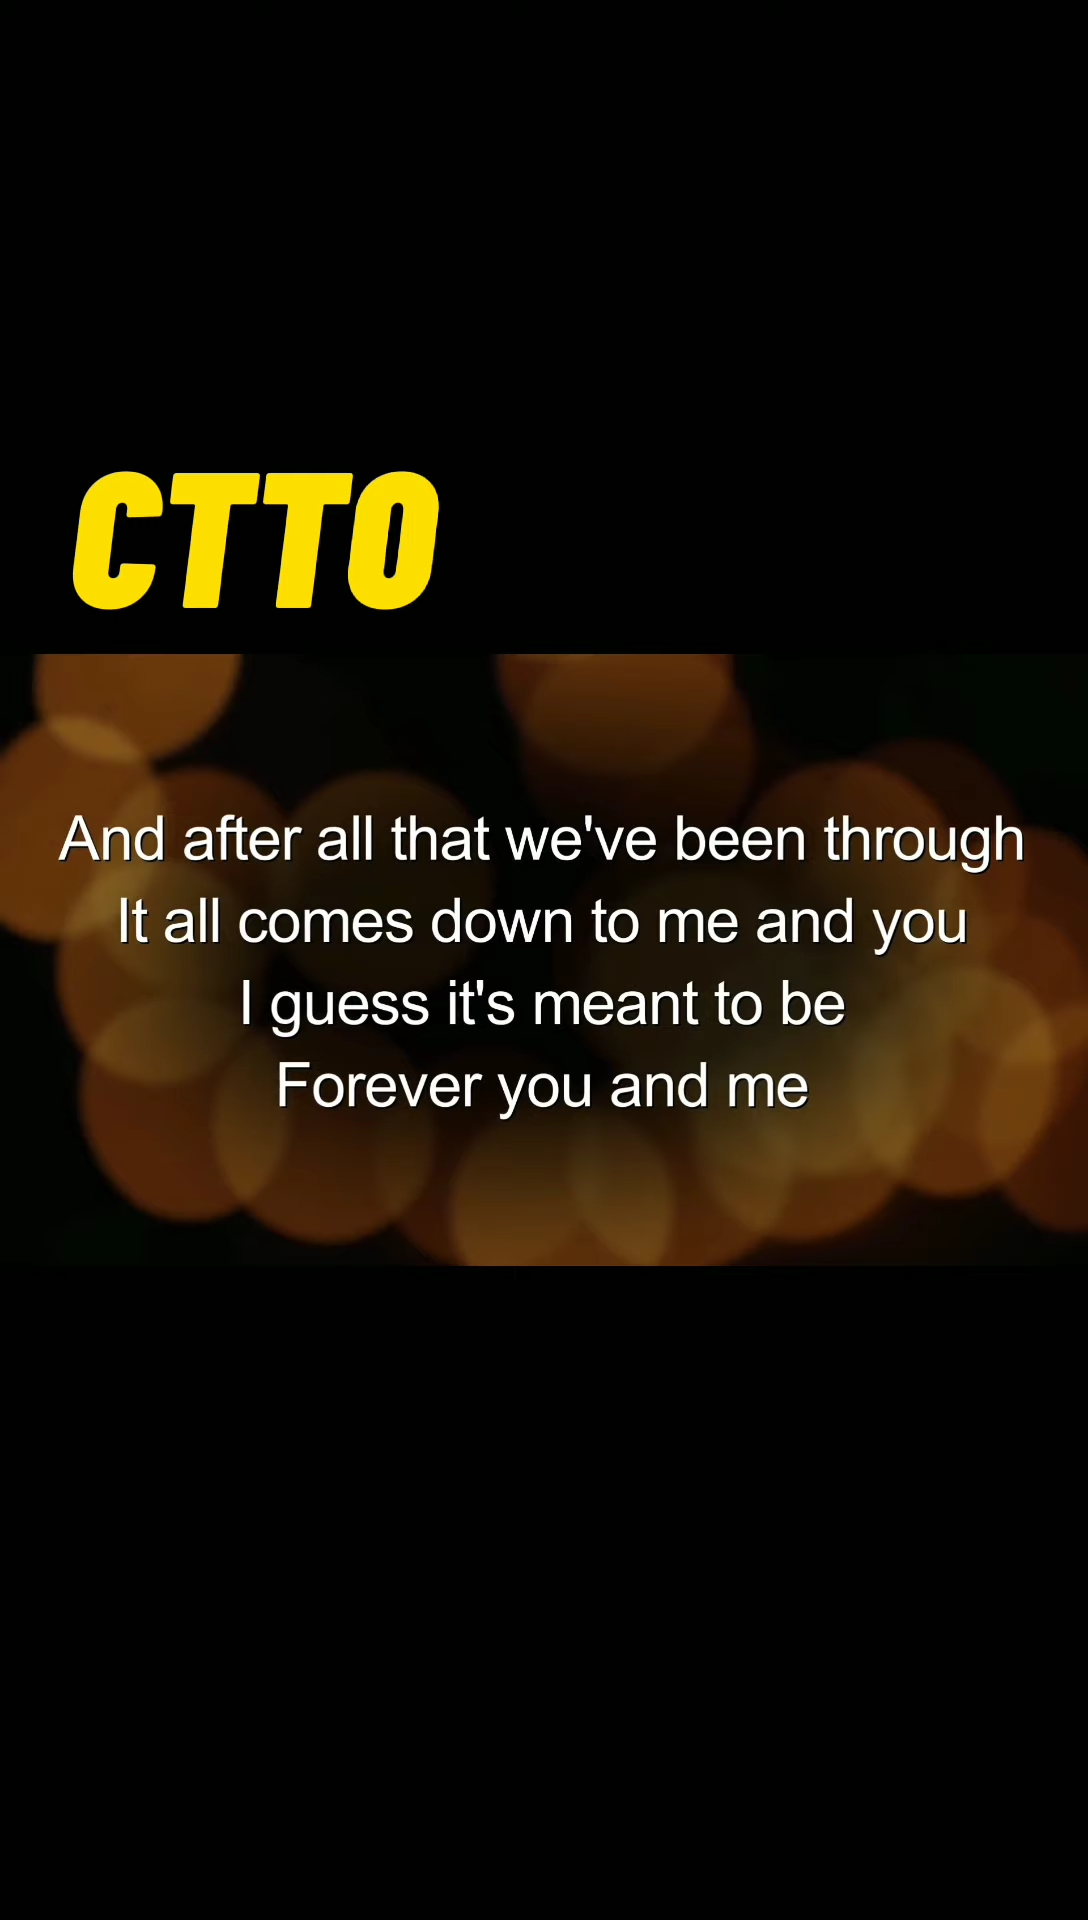 CTTO
And after all that we've been through
It all comes down to me and you
I guess it's meant to be
Forever you and me